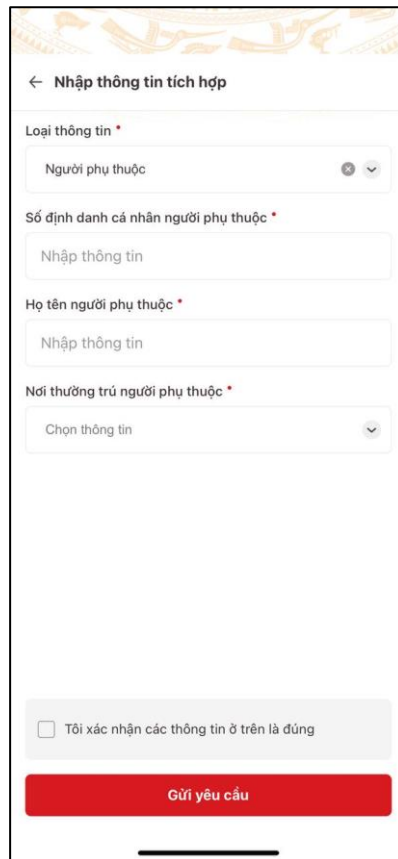 Nhập thông tin tích hợp
Loại thông tin *
Người phụ thuộc
Số định danh cá nhân người phụ thuộc *
Nhập thông tin
Họ tên người phụ thuộc *
Nhập thông tin
Nơi thường trú người phụ thuộc *
Chọn thông tin
Tôi xác nhận các thông tin ở trên là đúng
Gửi yêu cầu